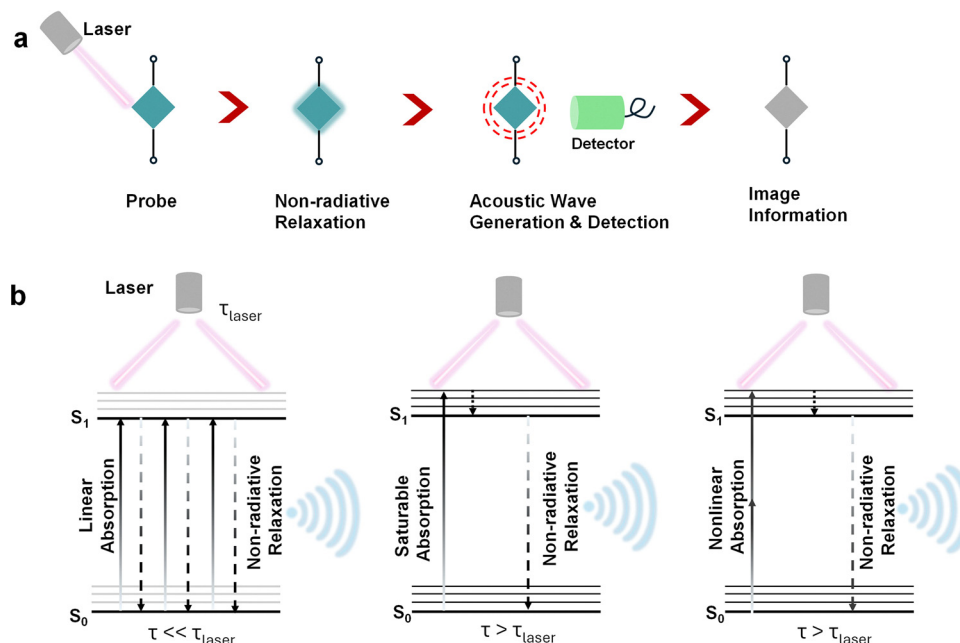 a
Laser
Detector
Probe
Non-radiative
Relaxation
Acoustic Wave
Generation & Detection
Image
Information
b
Laser
τlaser
S1
Linear
Absorption
Non-radiative
Relaxation
S0
τ << τlaser
S1
Saturable
Absorption
Non-radiative
Relaxation
S0
τ > τlaser
S1
Nonlinear
Absorption
Non-radiative
Relaxation
S0
τ > τlaser